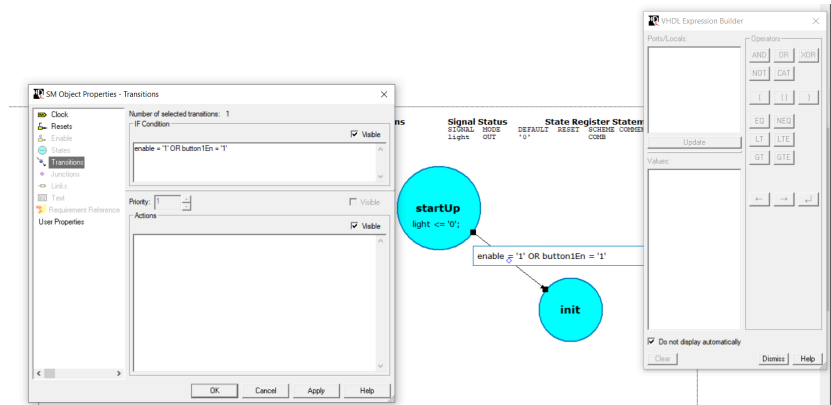 VHDL Expression Builder
Ports/Locals:
Operators
AND OR XOR
NOT CAT
( () )
EQ NEQ
LT LTE
GT GTE
Update
Values:
← → ↵
Do not display automatically
Clear Dismiss Help
SM Object Properties - Transitions
Clock
Resets
Enable
States
Transitions
Junctions
Links
Text
Requirement Reference
User Properties
Number of selected transitions: 1
IF Condition
Visible
enable = '1' OR button1En = '1'
Priority: 1
Visible
Actions
Visible
OK Cancel Apply Help
ns
Signal Status
SIGNAL MODE DEFAULT RESET SCHEME COMMEN
light OUT '0' COMB
State Register Statem
startUp
light <= '0';
enable = '1' OR button1En = '1'
init